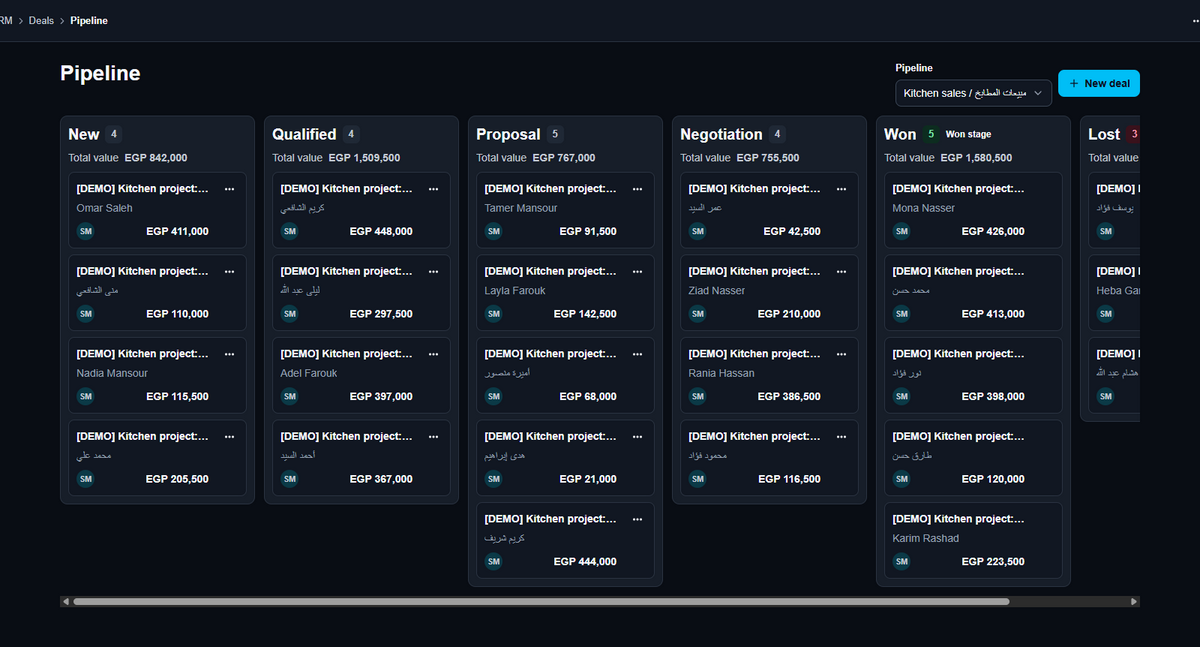 RM > Deals > Pipeline
Pipeline
Pipeline
Kitchen sales / مبيعات المطابخ
+ New deal
New 4
Total value EGP 842,000
[DEMO] Kitchen project:...
Omar Saleh
SM EGP 411,000
[DEMO] Kitchen project:...
منى الشافعي
SM EGP 110,000
[DEMO] Kitchen project:...
Nadia Mansour
SM EGP 115,500
[DEMO] Kitchen project:...
محمد علي
SM EGP 205,500
Qualified 4
Total value EGP 1,509,500
[DEMO] Kitchen project:...
كريم الشافعي
SM EGP 448,000
[DEMO] Kitchen project:...
ليلى عبد الله
SM EGP 297,500
[DEMO] Kitchen project:...
Adel Farouk
SM EGP 397,000
[DEMO] Kitchen project:...
أحمد السيد
SM EGP 367,000
Proposal 5
Total value EGP 767,000
[DEMO] Kitchen project:...
Tamer Mansour
SM EGP 91,500
[DEMO] Kitchen project:...
Layla Farouk
SM EGP 142,500
[DEMO] Kitchen project:...
أميرة منصور
SM EGP 68,000
[DEMO] Kitchen project:...
هدى إبراهيم
SM EGP 21,000
[DEMO] Kitchen project:...
كريم شريف
SM EGP 444,000
Negotiation 4
Total value EGP 755,500
[DEMO] Kitchen project:...
عمر السيد
SM EGP 42,500
[DEMO] Kitchen project:...
Ziad Nasser
SM EGP 210,000
[DEMO] Kitchen project:...
Rania Hassan
SM EGP 386,500
[DEMO] Kitchen project:...
محمود فؤاد
SM EGP 116,500
Won 5 Won stage
Total value EGP 1,580,500
[DEMO] Kitchen project:...
Mona Nasser
SM EGP 426,000
[DEMO] Kitchen project:...
محمد حسن
SM EGP 413,000
[DEMO] Kitchen project:...
نور فؤاد
SM EGP 398,000
[DEMO] Kitchen project:...
طارق حسن
SM EGP 120,000
[DEMO] Kitchen project:...
Karim Rashad
SM EGP 223,500
Lost 3
Total value
[DEMO]
يوسف فؤاد
SM
[DEMO]
Heba Ga
SM
[DEMO]
هشام عبد الله
SM